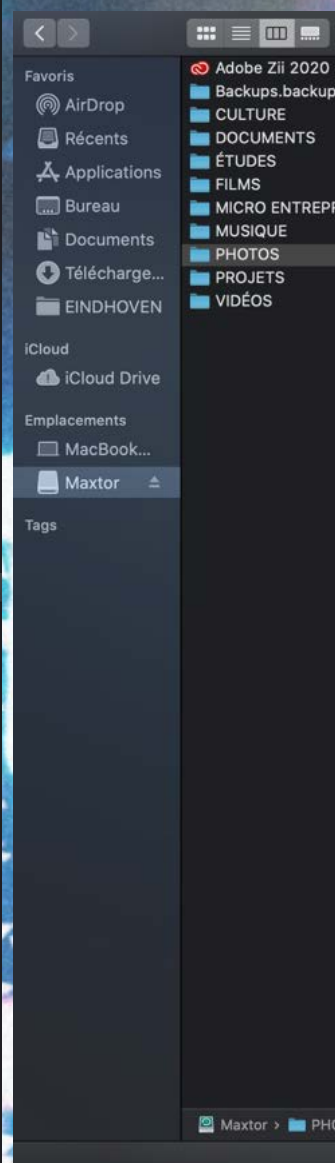 Favoris
AirDrop
Récents
Applications
Bureau
Documents
Télécharge...
EINDHOVEN
iCloud
iCloud Drive
Emplacements
MacBook...
Maxtor
Tags
Adobe Zii 2020
Backups.backup
CULTURE
DOCUMENTS
ÉTUDES
FILMS
MICRO ENTREPR
MUSIQUE
PHOTOS
PROJETS
VIDÉOS
Maxtor › PHO